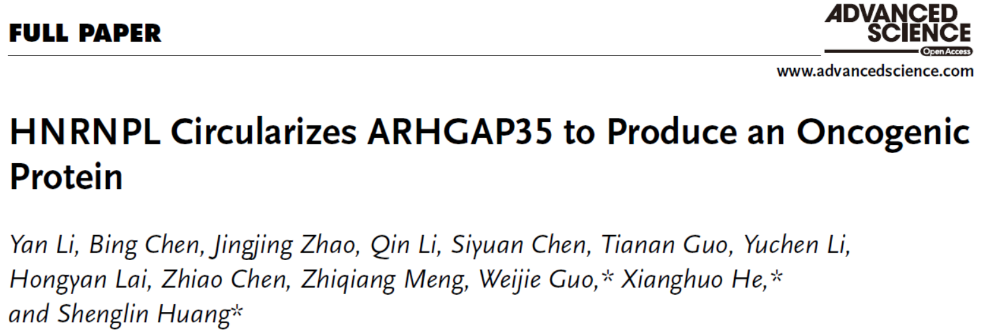 FULL PAPER
ADVANCED
SCIENCE
Open Access
www.advancedscience.com
HNRNPL Circularizes ARHGAP35 to Produce an Oncogenic
Protein
Yan Li, Bing Chen, Jingjing Zhao, Qin Li, Siyuan Chen, Tianan Guo, Yuchen Li,
Hongyan Lai, Zhiao Chen, Zhiqiang Meng, Weijie Guo,* Xianghuo He,*
and Shenglin Huang*